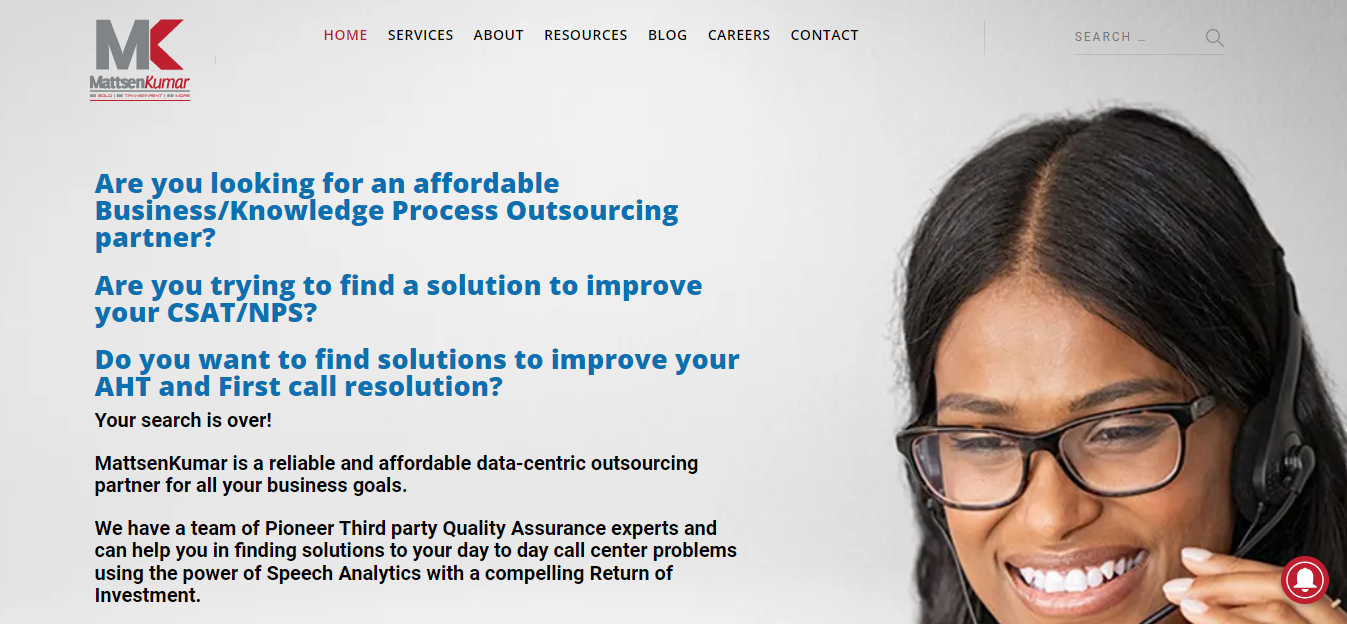 MK
HOME SERVICES ABOUT RESOURCES BLOG CAREERS CONTACT
SEARCH …
MattsenKumar
BE BOLD | BE TRANSPARENT | BE MORE
Are you looking for an affordable
Business/Knowledge Process Outsourcing
partner?
Are you trying to find a solution to improve
your CSAT/NPS?
Do you want to find solutions to improve your
AHT and First call resolution?
Your search is over!
MattsenKumar is a reliable and affordable data-centric outsourcing
partner for all your business goals.
We have a team of Pioneer Third party Quality Assurance experts and
can help you in finding solutions to your day to day call center problems
using the power of Speech Analytics with a compelling Return of
Investment.